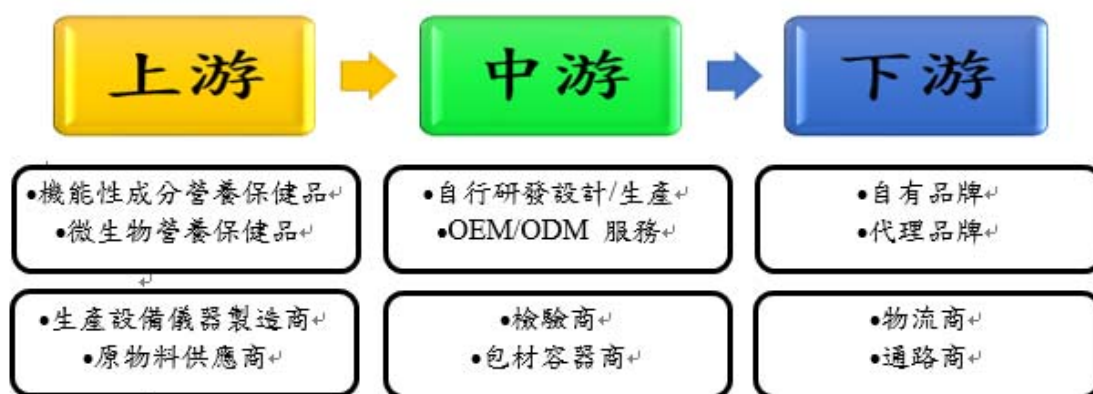 上游
中游
下游
•機能性成分營養保健品
•微生物營養保健品
•自行研發設計/生產
•OEM/ODM 服務
•自有品牌
•代理品牌
•生產設備儀器製造商
•原物料供應商
•檢驗商
•包材容器商
•物流商
•通路商